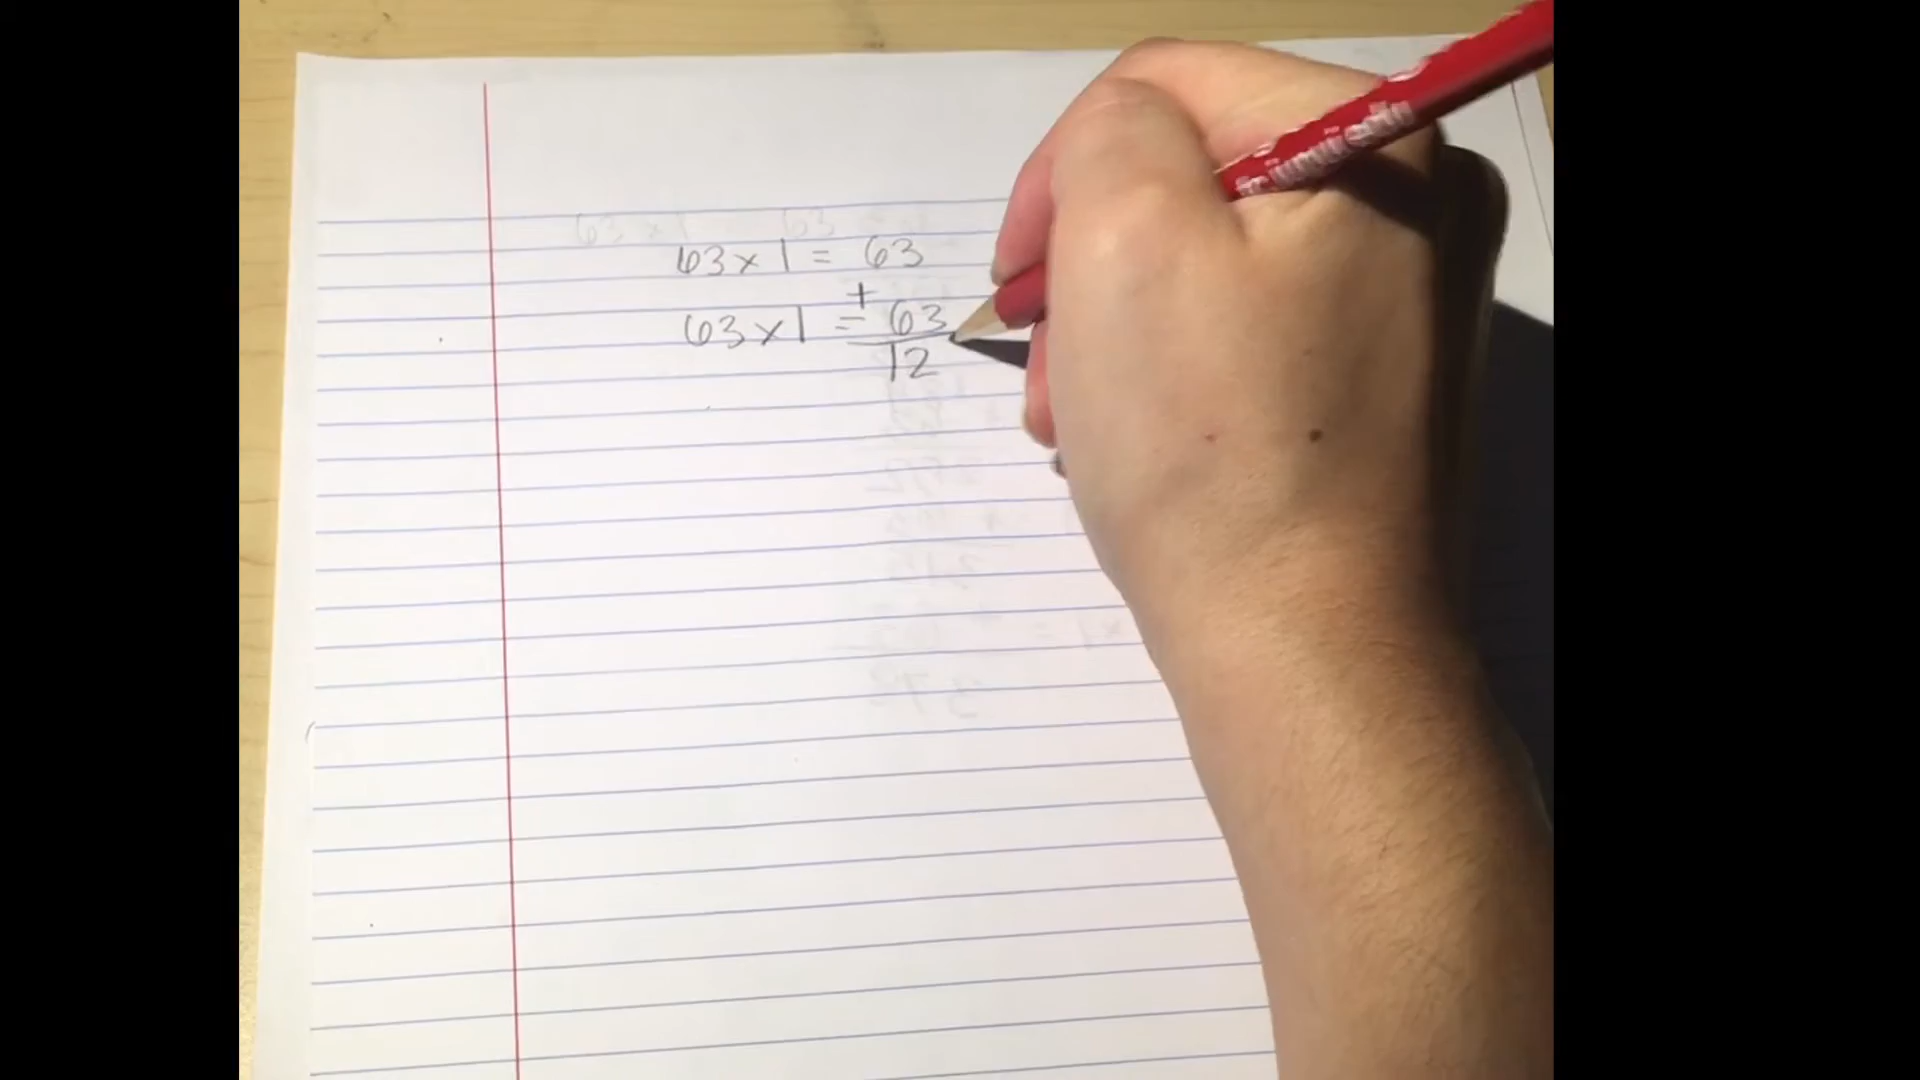 63 x 1 = 63
+
63 x 1 = 63
12